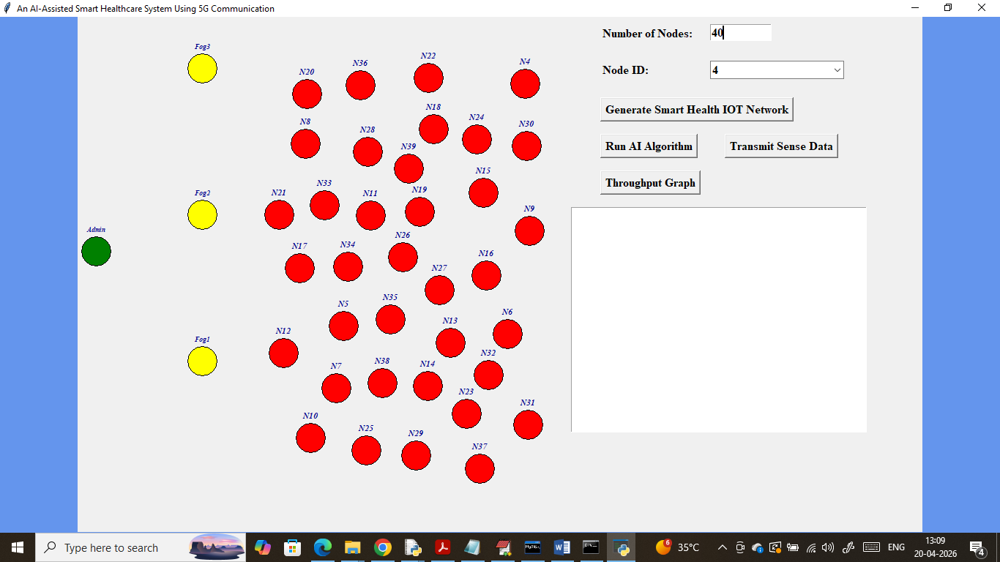 An AI-Assisted Smart Healthcare System Using 5G Communication
Number of Nodes: 40
Node ID: 4
Generate Smart Health IOT Network
Run AI Algorithm
Transmit Sense Data
Throughput Graph
Fog3
N20
N36
N22
N4
N8
N28
N18
N24
N30
N39
N15
Fog2
N21
N33
N11
N19
N9
Admin
N17
N34
N26
N27
N16
N5
N35
N13
N6
Fog1
N12
N7
N38
N14
N32
N23
N31
N10
N25
N29
N37
Type here to search
6
35°C
ENG
13:09
20-04-2026
4